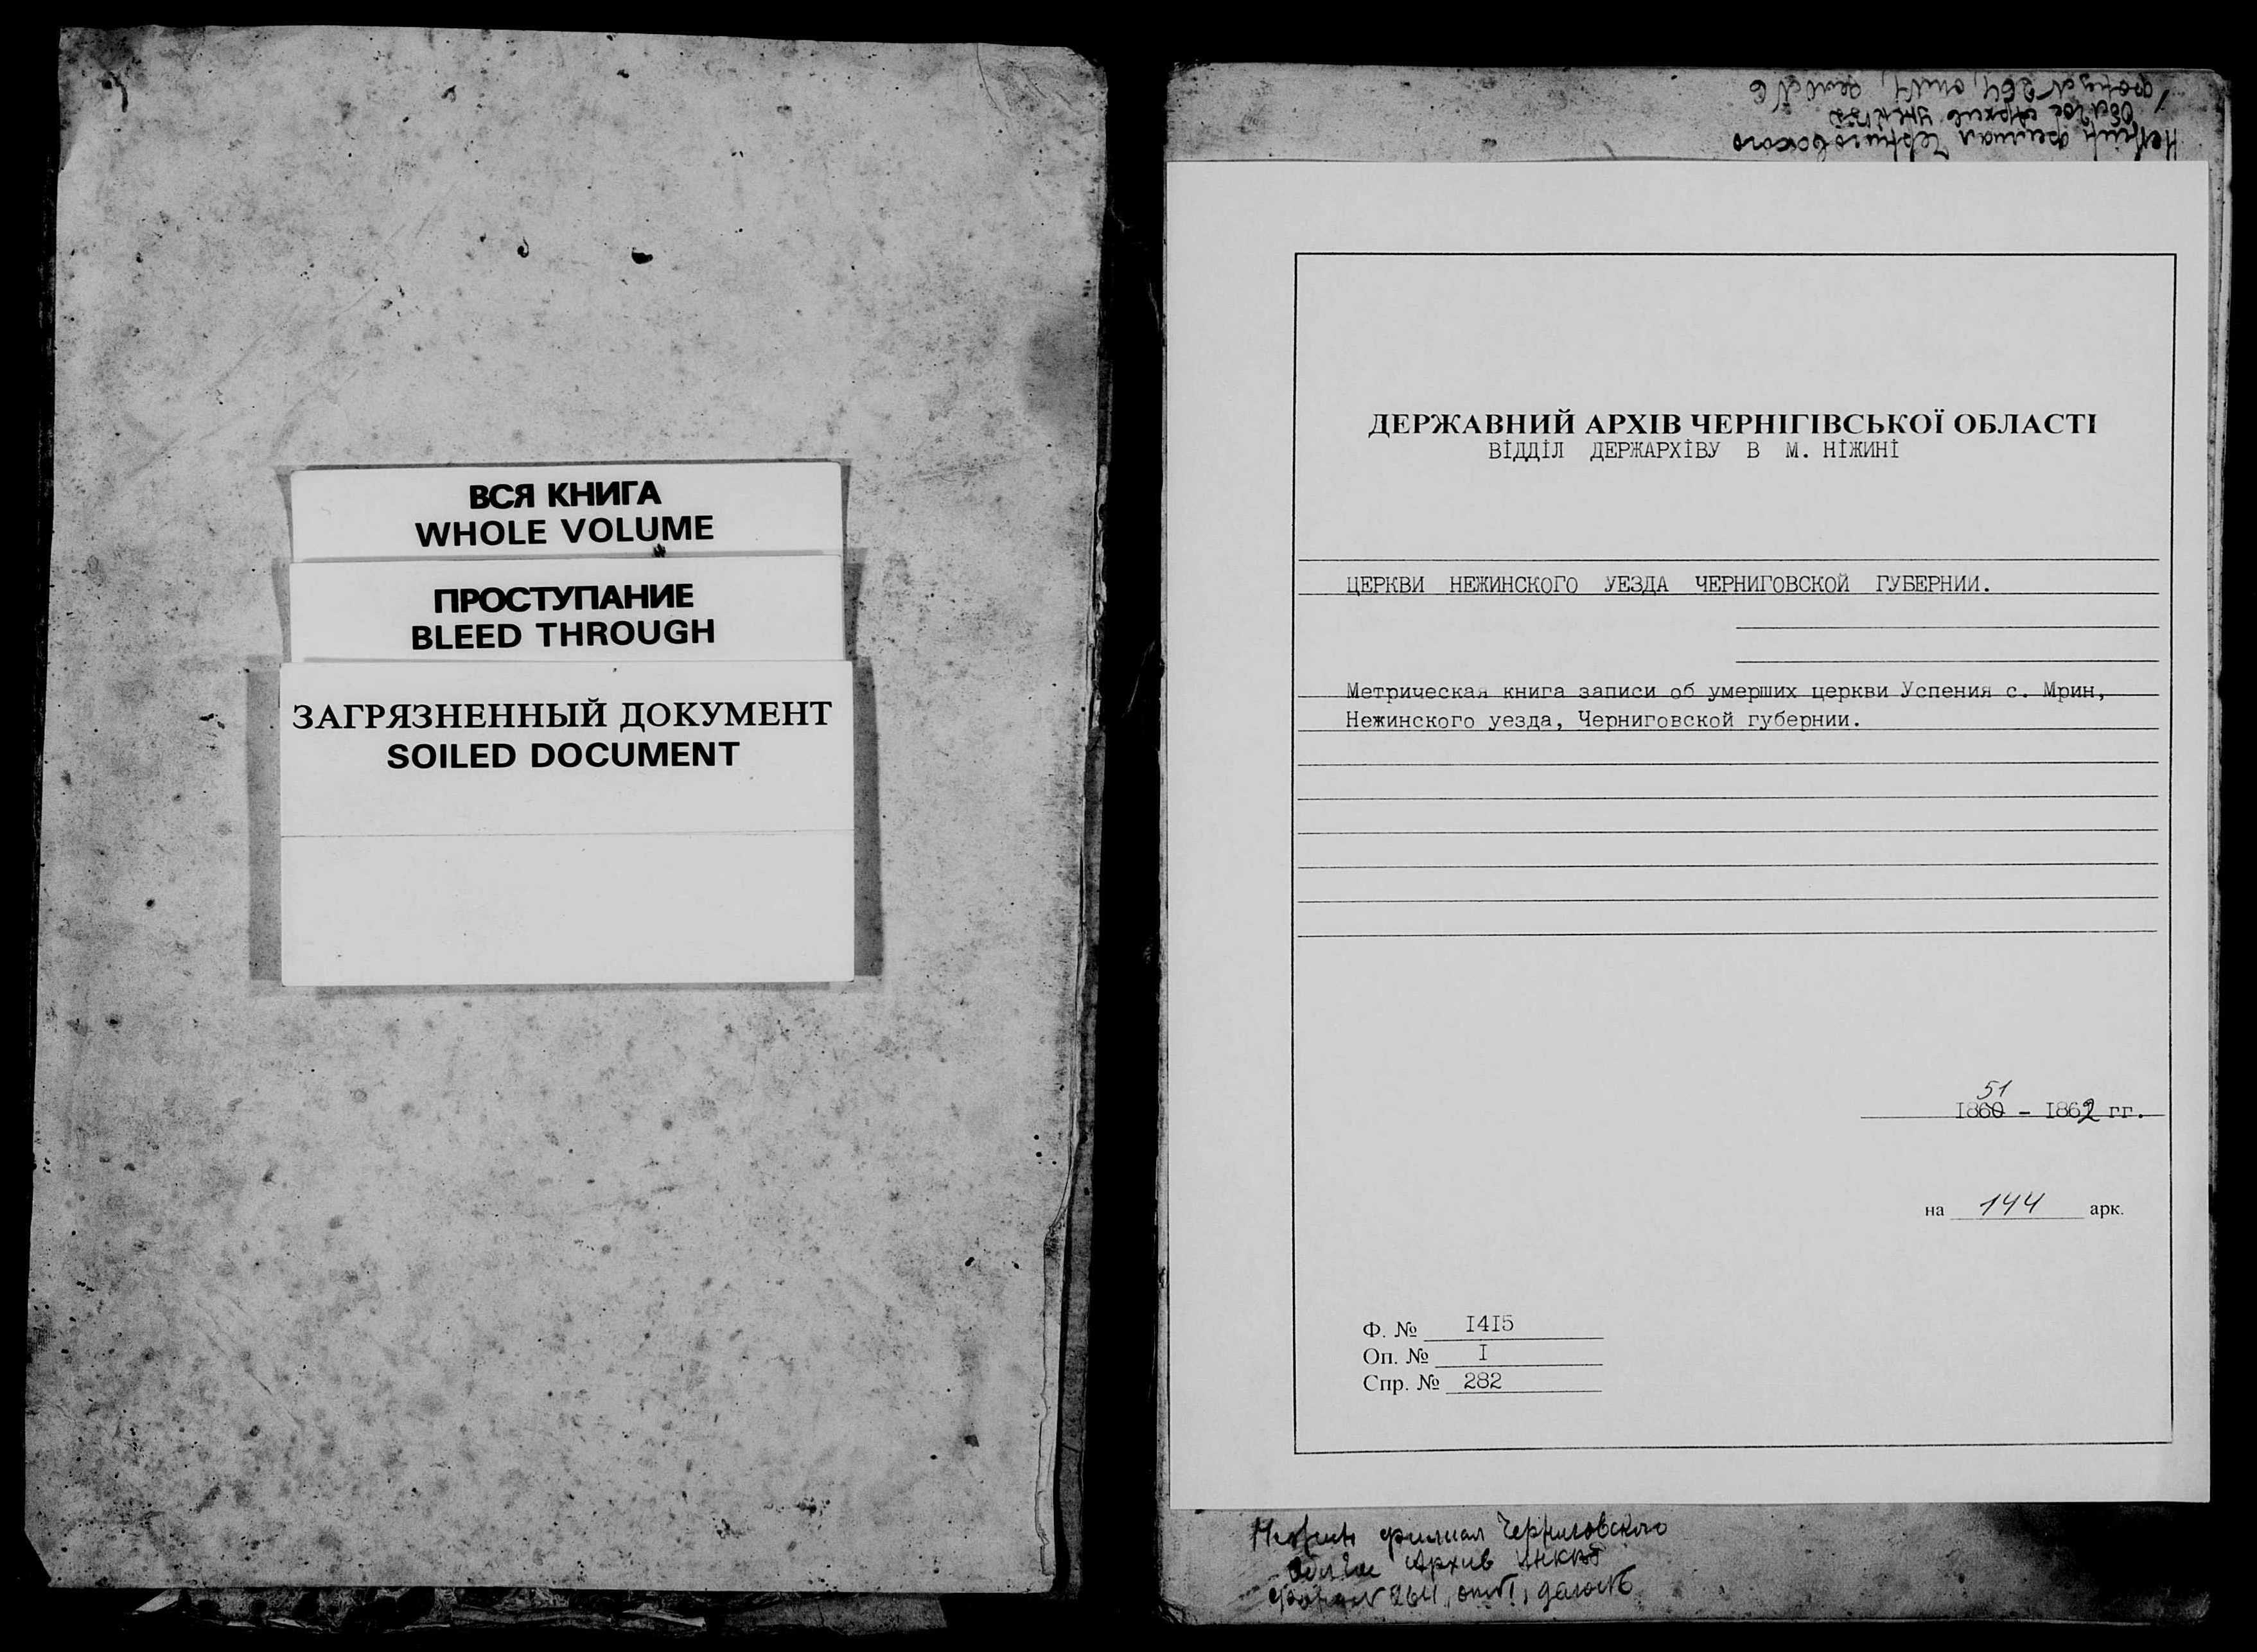 ВСЯ КНИГА
WHOLE VOLUME
ПРОСТУПАНИЕ
BLEED THROUGH
ЗАГРЯЗНЕННЫЙ ДОКУМЕНТ
SOILED DOCUMENT
ДЕРЖАВНИЙ АРХІВ ЧЕРНІГІВСЬКОЇ ОБЛАСТІ
ВІДДІЛ ДЕРЖАРХІВУ В М. НІЖИНІ
ЦЕРКВИ НЕЖИНСКОГО УЕЗДА ЧЕРНИГОВСКОЙ ГУБЕРНИИ.
Метрическая книга записи об умерших церкви Успения с. Мрин,
Нежинского уезда, Черниговской губернии.
51
1860 - 1862 гг.
на 144 арк.
Ф. № I4I5
Оп. № I
Спр. № 282
филиал Черниговского
Архив
264